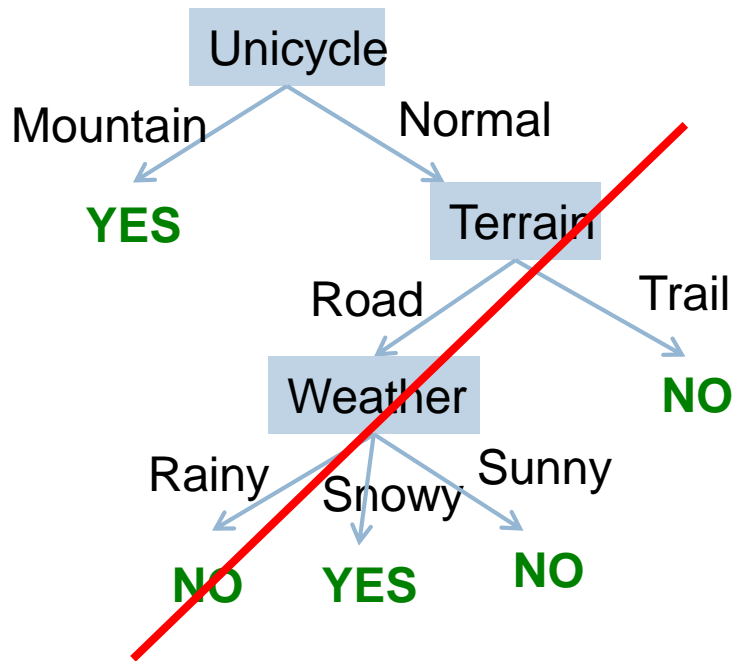 Unicycle
Mountain
Normal
YES
Terrain
Road
Trail
Weather
NO
Rainy
Snowy
Sunny
NO
YES
NO